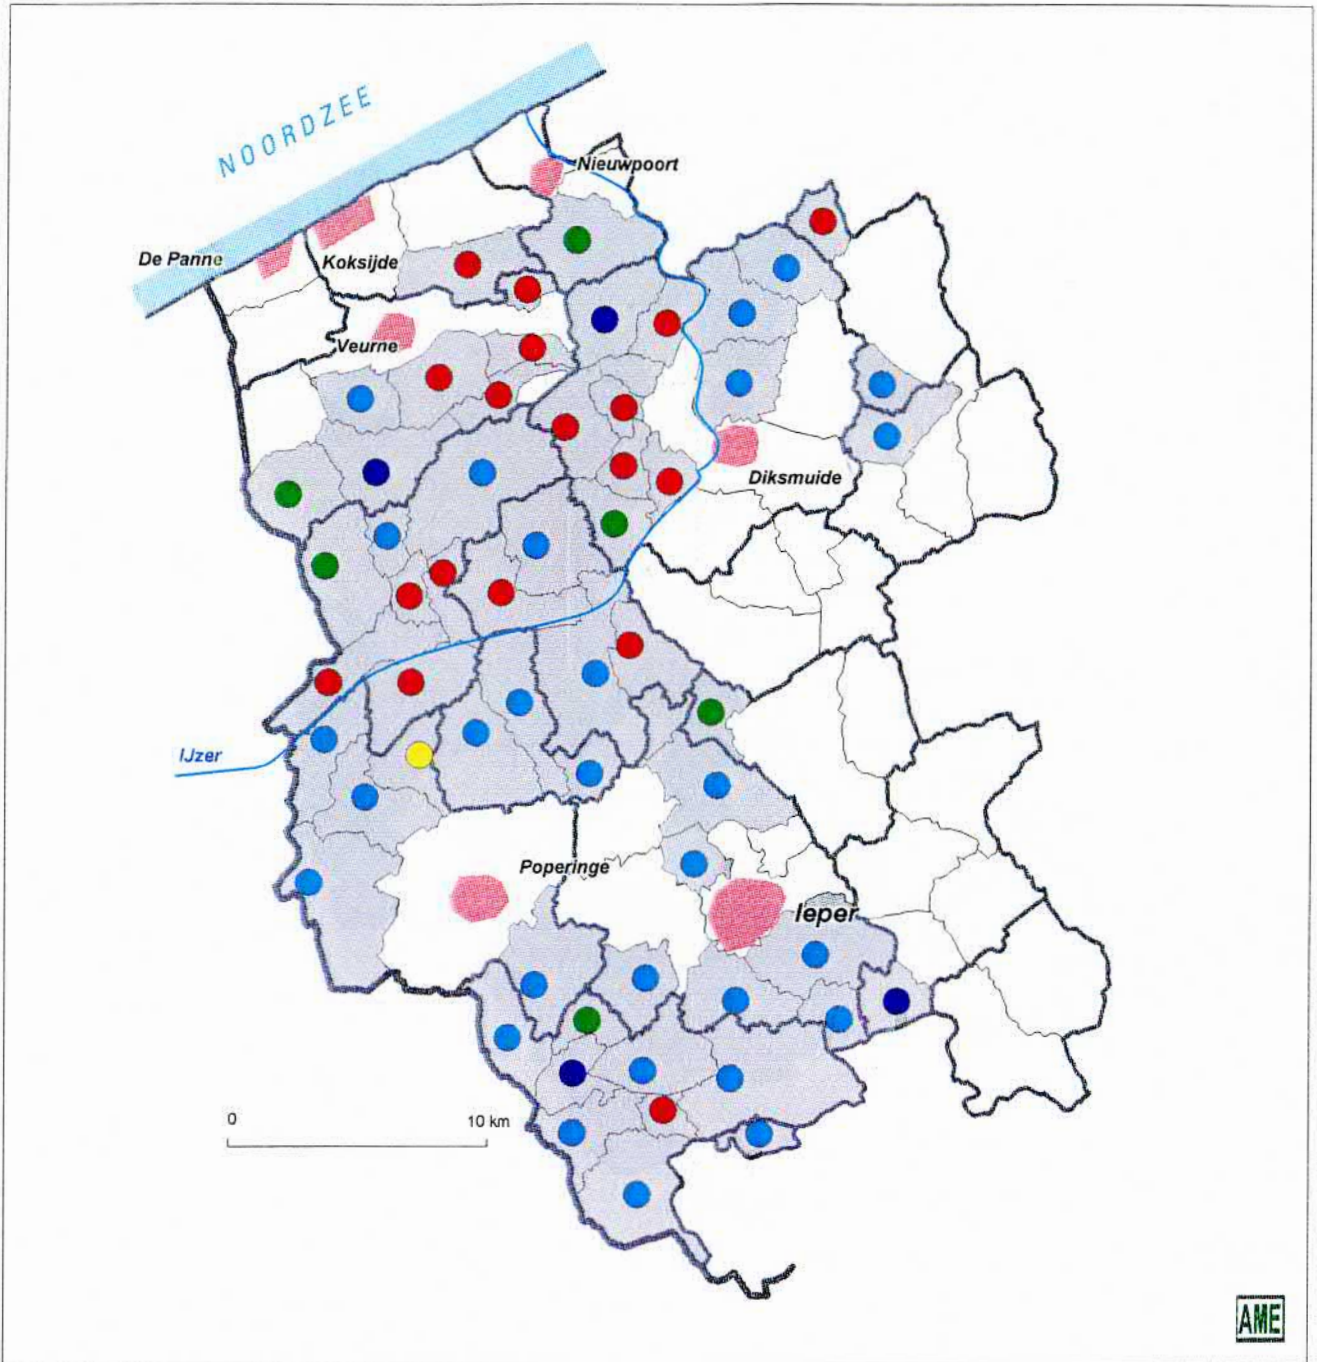 NOORDZEE
Nieuwpoort
De Panne
Koksijde
Veurne
Diksmuide
IJzer
Poperinge
Ieper
0 10 km
AME